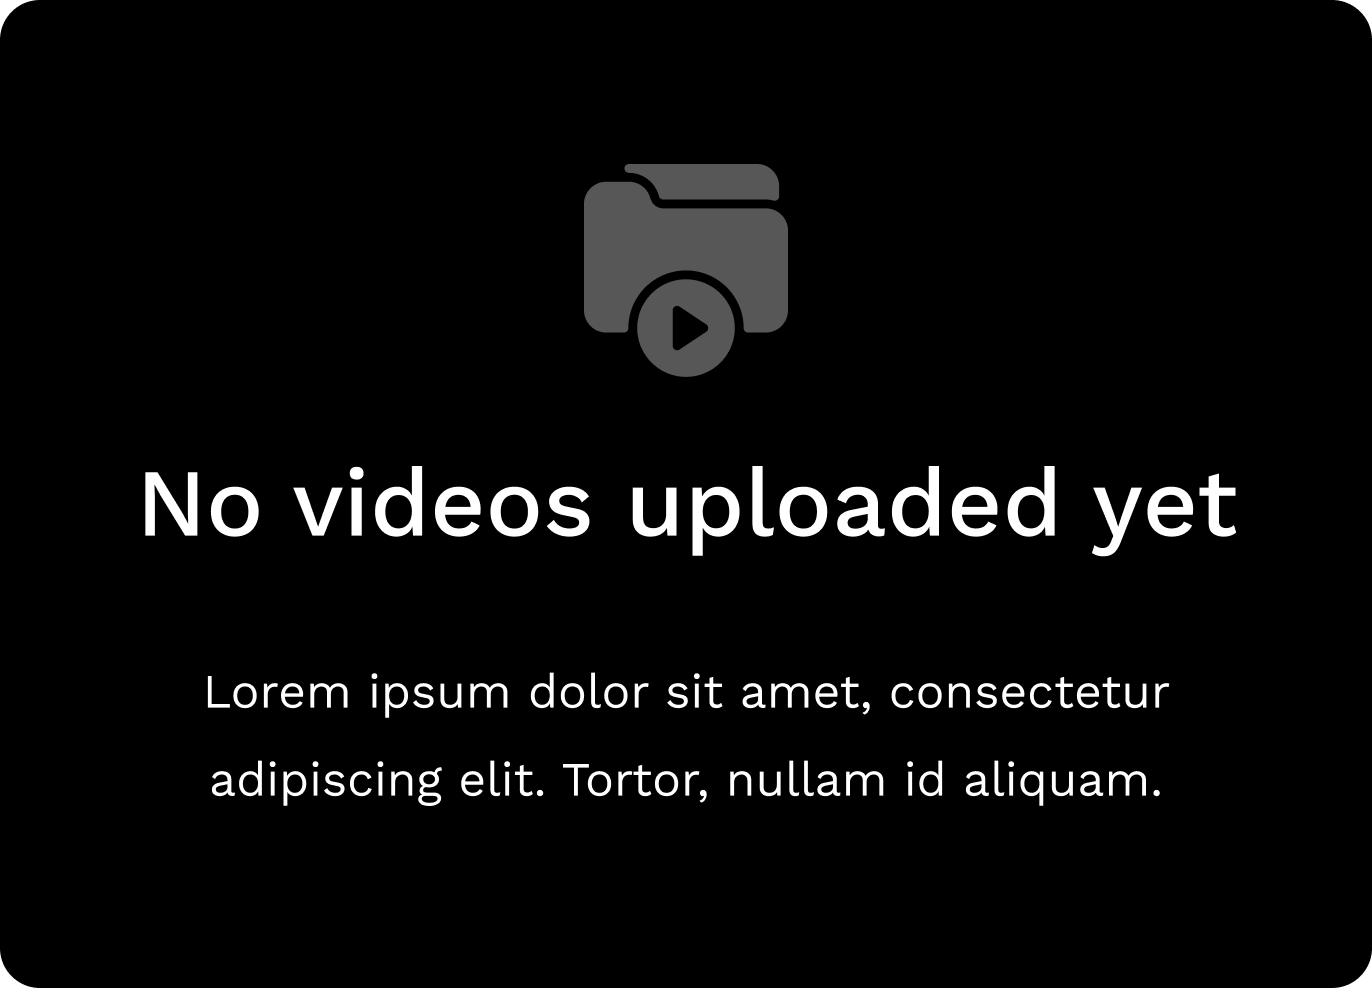 No videos uploaded yet
Lorem ipsum dolor sit amet, consectetur
adipiscing elit. Tortor, nullam id aliquam.